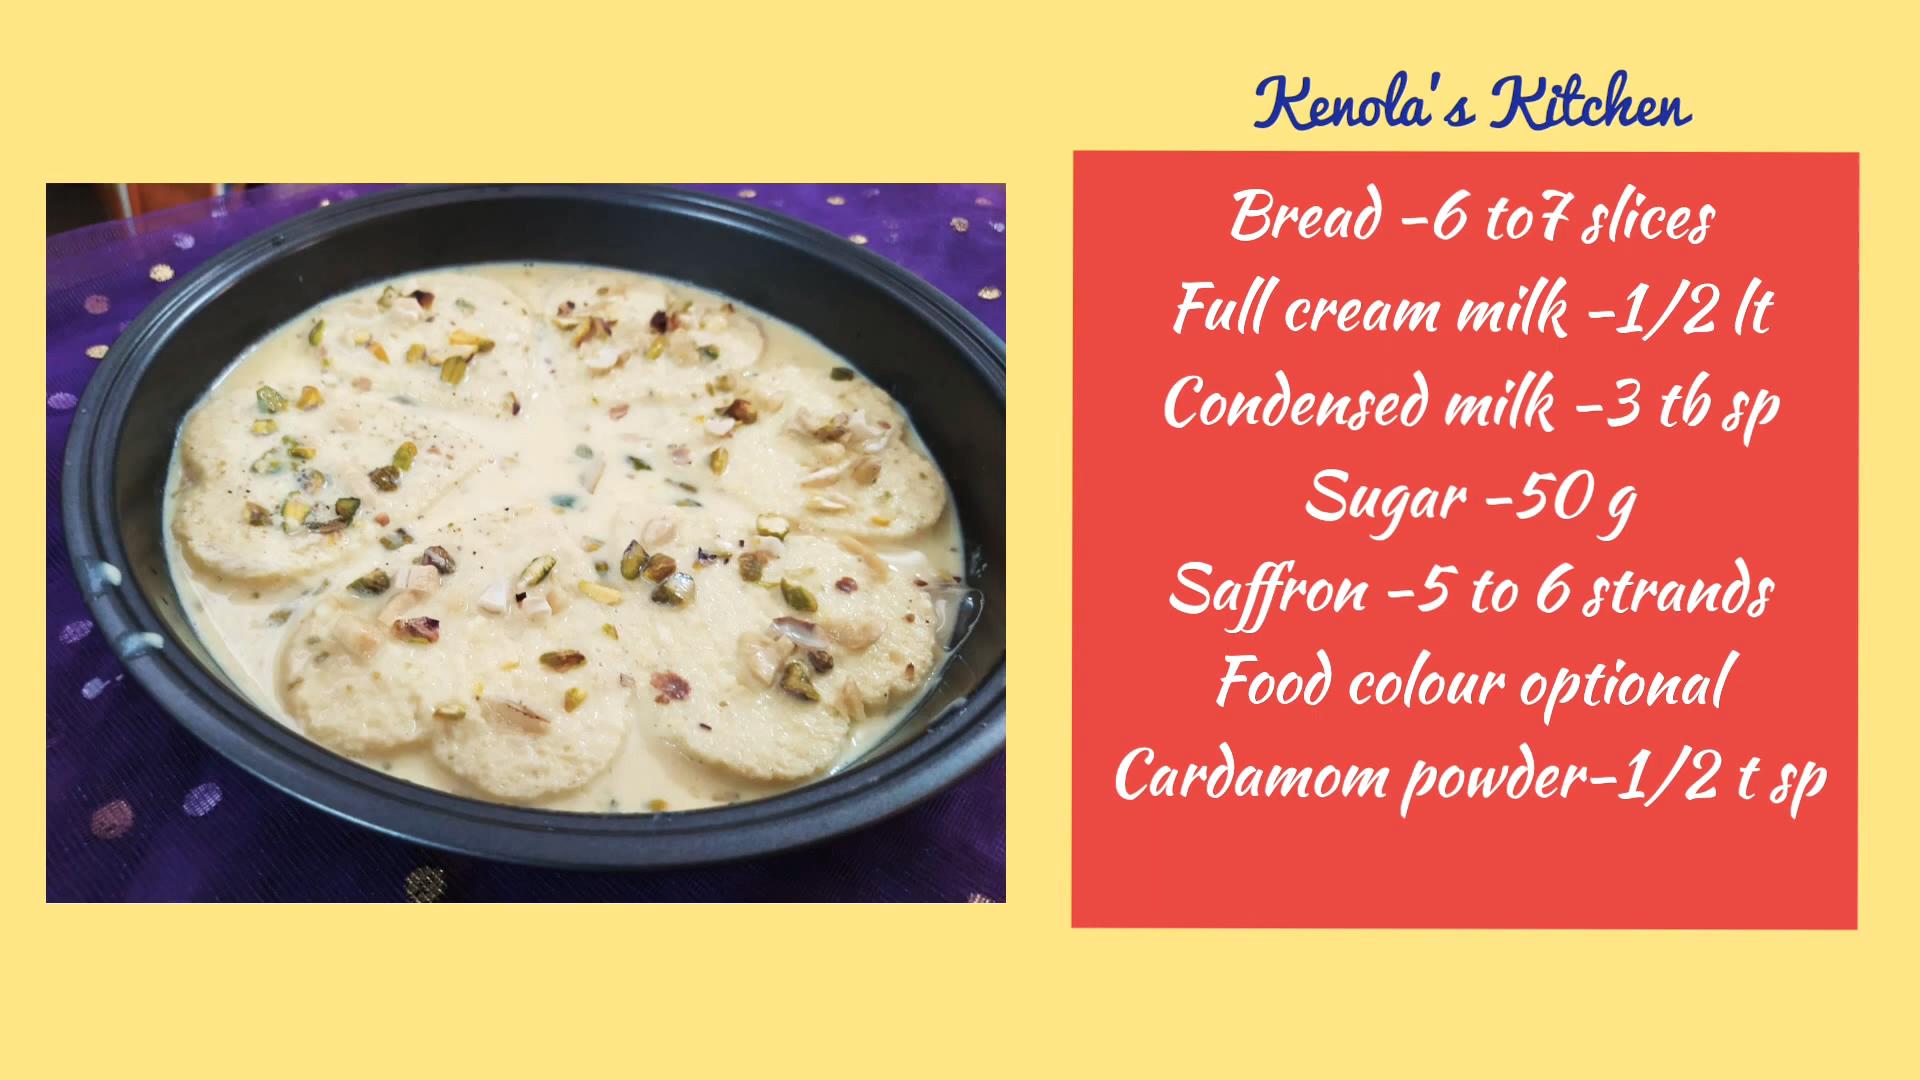 Kenola's Kitchen
Bread -6 to7 slices
Full cream milk -1/2 lt
Condensed milk -3 tb sp
Sugar -50 g
Saffron -5 to 6 strands
Food colour optional
Cardamom powder-1/2 t sp